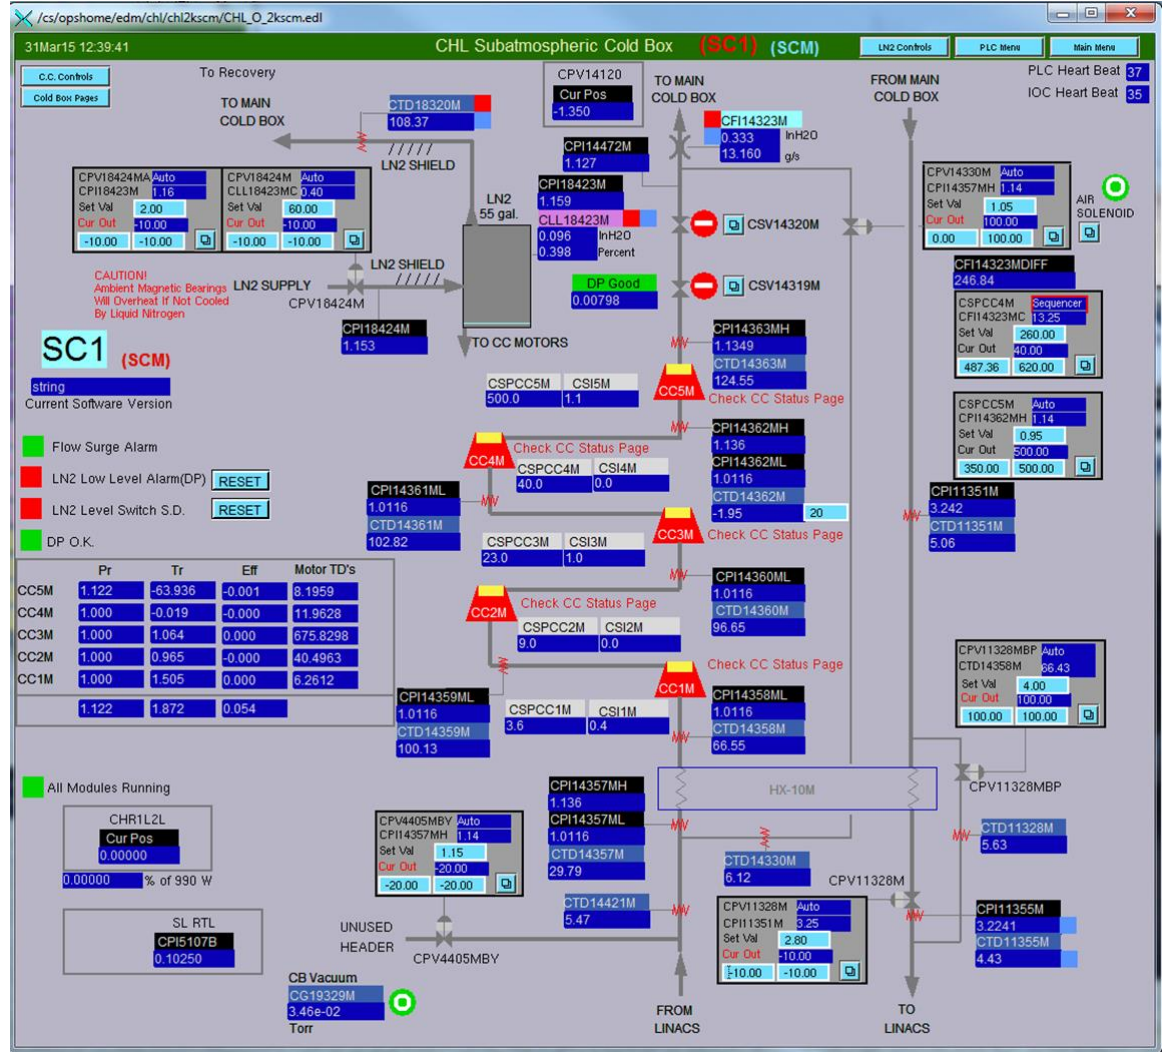 /cs/opshome/edm/chl/chl2kscm/CHL_O_2kscm.edl
31Mar15 12:39:41
CHL Subatmospheric Cold Box (SC1) (SCM)
LN2 Controls
PLC Menu
Main Menu
C.C. Controls
Cold Box Pages
To Recovery
TO MAIN
COLD BOX
CTD18320M
108.37
LN2 SHIELD
CPV14120
Cur Pos
-1.350
TO MAIN
COLD BOX
FROM MAIN
COLD BOX
PLC Heart Beat 37
IOC Heart Beat 35
CFI14323M
0.333 InH2O
13.160 g/s
CPI14472M
1.127
CPI18423M
1.159
CLL18423M
0.096 InH2O
0.398 Percent
LN2
55 gal.
CPV18424MA Auto
CPI18423M 1.16
Set Val 2.00
Cur Out -10.00
-10.00 -10.00
CPV18424M Auto
CLL18423MC 0.40
Set Val 60.00
Cur Out -10.00
-10.00 -10.00
CSV14320M
CSV14319M
DP Good
0.00798
CPV14330M Auto
CPI14357MH 1.14
Set Val 1.05
Cur Out 100.00
0.00 100.00
AIR
SOLENOID
CFI14323MDIFF
246.84
CAUTION!
Ambient Magnetic Bearings
Will Overheat If Not Cooled
By Liquid Nitrogen
LN2 SUPPLY
LN2 SHIELD
CPV18424M
CPI18424M
1.153
TO CC MOTORS
SC1 (SCM)
string
Current Software Version
CSPCC4M Sequencer
CFI14323MC 13.25
Set Val 260.00
Cur Out 40.00
487.36 620.00
CPI14363MH
1.1349
CTD14363M
124.55
CC5M
Check CC Status Page
CSPCC5M CSI5M
500.0 1.1
CSPCC5M Auto
CPI14362MH 1.14
Set Val 0.95
Cur Out 500.00
350.00 500.00
Flow Surge Alarm
LN2 Low Level Alarm(DP) RESET
LN2 Level Switch S.D. RESET
DP O.K.
CC4M
Check CC Status Page
CSPCC4M CSI4M
40.0 0.0
CPI14362MH
1.136
CPI14362ML
1.0116
CTD14362M
-1.95 20
CPI14361ML
1.0116
CTD14361M
102.82
CC3M
Check CC Status Page
CSPCC3M CSI3M
23.0 1.0
CPI11351M
3.242
CTD11351M
5.06
Pr Tr Eff Motor TD's
CC5M 1.122 -63.936 -0.001 8.1959
CC4M 1.000 -0.019 -0.000 11.9628
CC3M 1.000 1.064 0.000 675.8298
CC2M 1.000 0.965 -0.000 40.4963
CC1M 1.000 1.505 0.000 6.2612
1.122 1.872 0.054
CC2M
Check CC Status Page
CSPCC2M CSI2M
9.0 0.0
CPI14360ML
1.0116
CTD14360M
96.65
CC1M
Check CC Status Page
CSPCC1M CSI1M
3.6 0.4
CPI14359ML
1.0116
CTD14359M
100.13
CPI14358ML
1.0116
CTD14358M
66.55
CPV11328MBP Auto
CTD14358M 66.43
Set Val 4.00
Cur Out 100.00
100.00 100.00
CPV11328MBP
HX-10M
All Modules Running
CHR1L2L
Cur Pos
0.00000
0.00000 % of 990 W
SL RTL
CPI5107B
0.10250
CPV4405MBY Auto
CPI14357MH 1.14
Set Val 1.15
Cur Out -20.00
-20.00 -20.00
CPI14357MH
1.136
CPI14357ML
1.0116
CTD14357M
29.79
CTD14421M
5.47
CTD14330M
6.12
CTD11328M
5.63
CPV11328M
CPV11328M Auto
CPI11351M 3.25
Set Val 2.80
Cur Out -10.00
-10.00 -10.00
CPI11355M
3.2241
CTD11355M
4.43
UNUSED
HEADER
CPV4405MBY
CB Vacuum
CG19329M
3.46e-02
Torr
FROM
LINACS
TO
LINACS